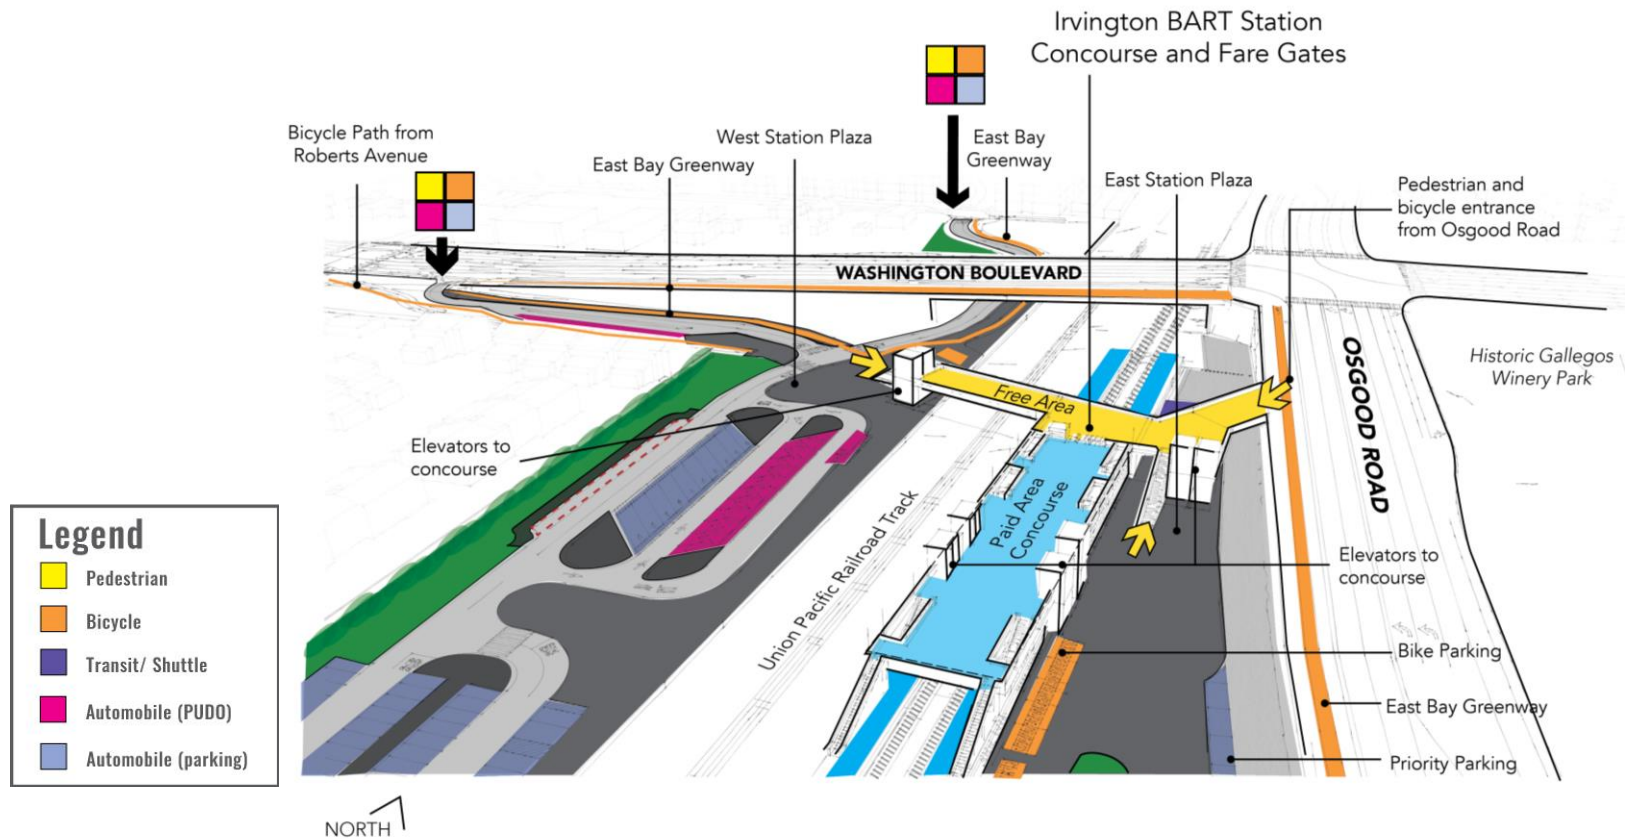 Irvington BART Station
Concourse and Fare Gates
Bicycle Path from
Roberts Avenue
East Bay Greenway
West Station Plaza
East Bay
Greenway
East Station Plaza
Pedestrian and
bicycle entrance
from Osgood Road
WASHINGTON BOULEVARD
OSGOOD ROAD
Historic Gallegos
Winery Park
Free Area
Elevators to
concourse
Paid Area
Concourse
Union Pacific Railroad Track
Elevators to
concourse
Bike Parking
East Bay Greenway
Priority Parking
Legend
Pedestrian
Bicycle
Transit/ Shuttle
Automobile (PUDO)
Automobile (parking)
NORTH